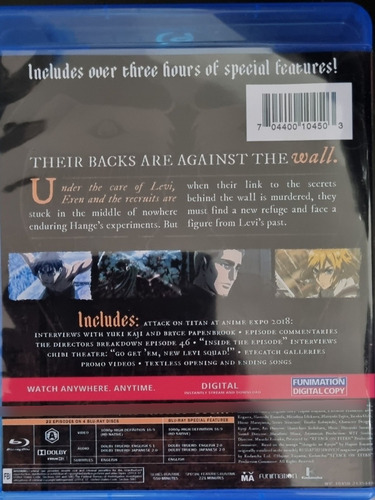 Includes over three hours of special features!
7 04400 10450 3
THEIR BACKS ARE AGAINST THE wall.
Under the care of Levi,
Eren and the recruits are
stuck in the middle of nowhere
enduring Hange's experiments. But
when their link to the secrets
behind the wall is murdered, they
must find a new refuge and face a
figure from Levi's past.
Includes: ATTACK ON TITAN AT ANIME EXPO 2018:
INTERVIEWS WITH YUKI KAJI AND BRYCE PAPENBROOK • EPISODE COMMENTARIES
THE DIRECTORS BREAKDOWN EPISODE 46 • "INSIDE THE EPISODE" INTERVIEWS
CHIBI THEATER: "GO GET 'EM, NEW LEVI SQUAD!" • EYECATCH GALLERIES
PROMO VIDEOS • TEXTLESS OPENING AND ENDING SONGS
WATCH ANYWHERE. ANYTIME.
DIGITAL
INSTANTLY STREAM AND DOWNLOAD
FUNIMATION
DIGITAL COPY
BLU-RAY SPECIAL FEATURES
DOLBY
MA
FUNIMATION